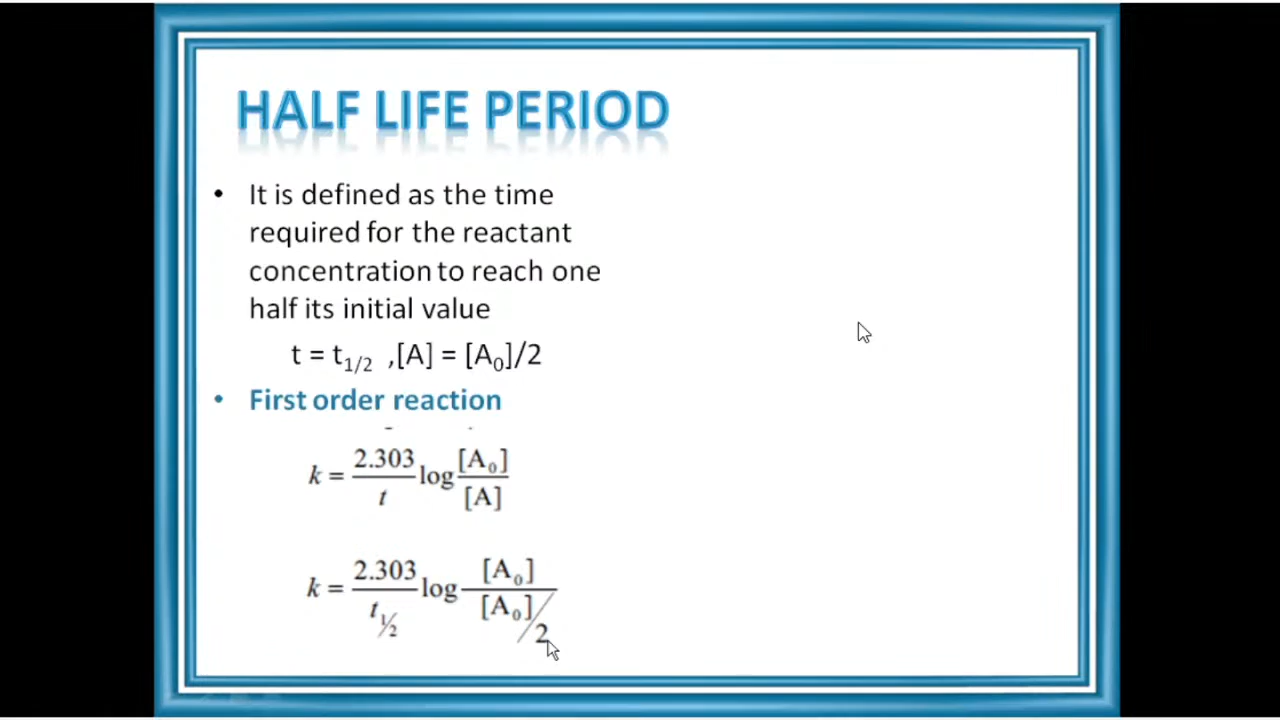 HALF LIFE PERIOD
• It is defined as the time
required for the reactant
concentration to reach one
half its initial value
t = t₁/₂ ,[A] = [A₀]/2
• First order reaction
k = 2.303/t log [A₀]/[A]
k = 2.303/t½ log [A₀]/[A₀]/2